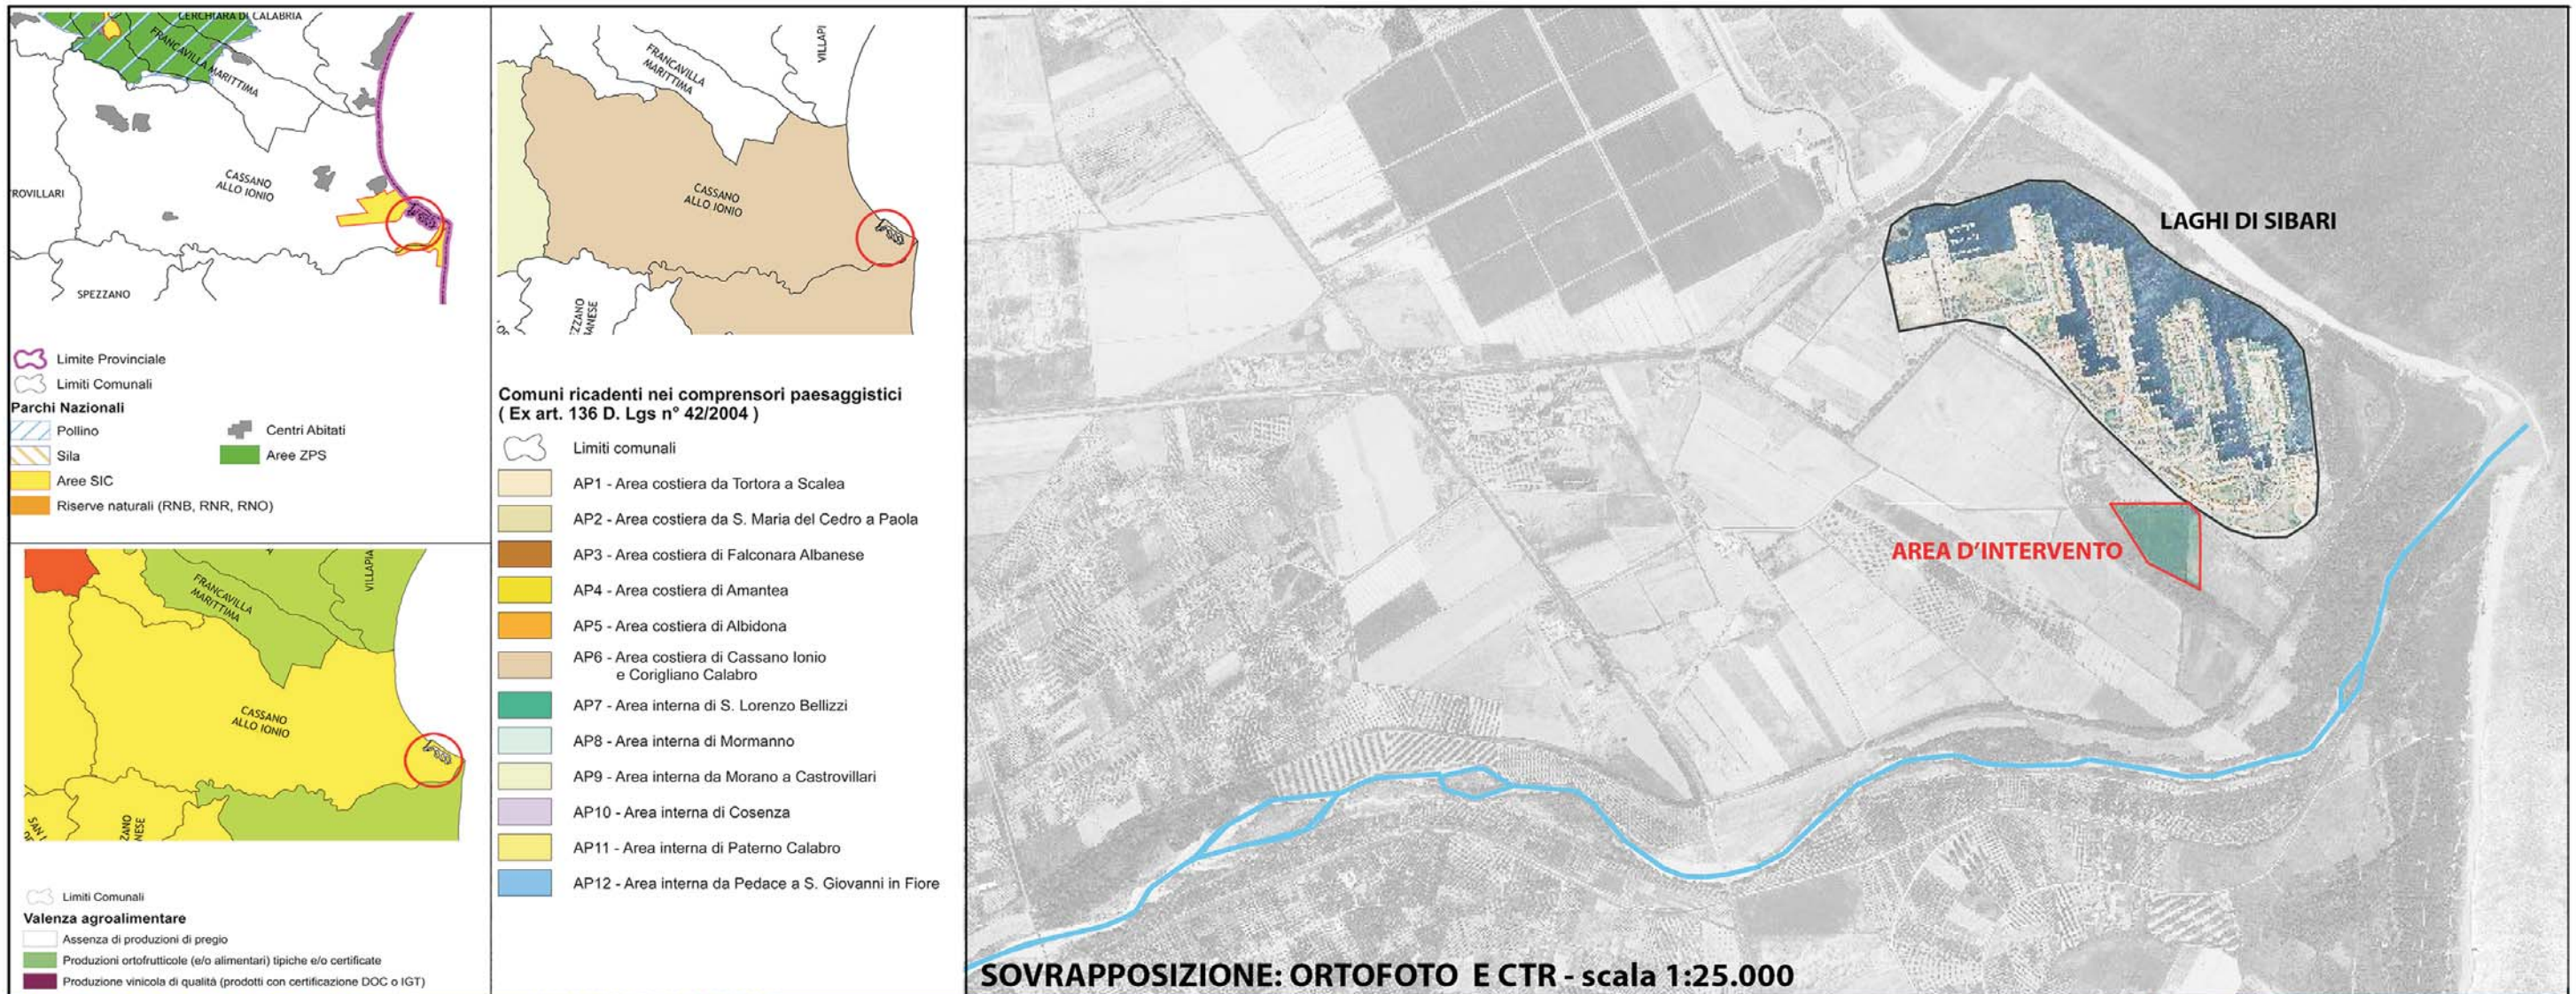 CERCHIARA DI CALABRIA
FRANCAVILLA MARITTIMA
CASSANO
ALLO IONIO
ROVILLARI
SPEZZANO
Limite Provinciale
Limiti Comunali
Parchi Nazionali
Pollino
Sila
Aree SIC
Riserve naturali (RNB, RNR, RNO)
Centri Abitati
Aree ZPS
FRANCAVILLA
MARITTIMA
VILLAPIA
CASSANO
ALLO IONIO
SAN
ZANO
NESE
Limiti Comunali
Valenza agroalimentare
Assenza di produzioni di pregio
Produzioni ortofrutticole (e/o alimentari) tipiche e/o certificate
Produzione vinicola di qualità (prodotti con certificazione DOC o IGT)
FRANCAVILLA
MARITTIMA
VILLAPI
CASSANO
ALLO IONIO
ZZANO
ANESE
Comuni ricadenti nei comprensori paesaggistici
( Ex art. 136 D. Lgs n° 42/2004 )
Limiti comunali
AP1 - Area costiera da Tortora a Scalea
AP2 - Area costiera da S. Maria del Cedro a Paola
AP3 - Area costiera di Falconara Albanese
AP4 - Area costiera di Amantea
AP5 - Area costiera di Albidona
AP6 - Area costiera di Cassano Ionio
e Corigliano Calabro
AP7 - Area interna di S. Lorenzo Bellizzi
AP8 - Area interna di Mormanno
AP9 - Area interna da Morano a Castrovillari
AP10 - Area interna di Cosenza
AP11 - Area interna di Paterno Calabro
AP12 - Area interna da Pedace a S. Giovanni in Fiore
LAGHI DI SIBARI
AREA D'INTERVENTO
SOVRAPPOSIZIONE: ORTOFOTO E CTR - scala 1:25.000